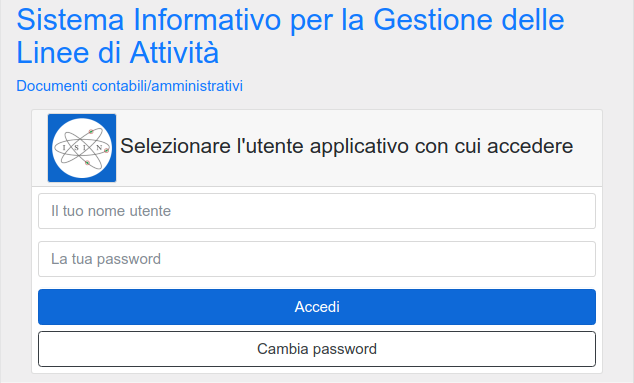 Sistema Informativo per la Gestione delle
Linee di Attività
Documenti contabili/amministrativi
I S I N
Selezionare l'utente applicativo con cui accedere
Il tuo nome utente
La tua password
Accedi
Cambia password